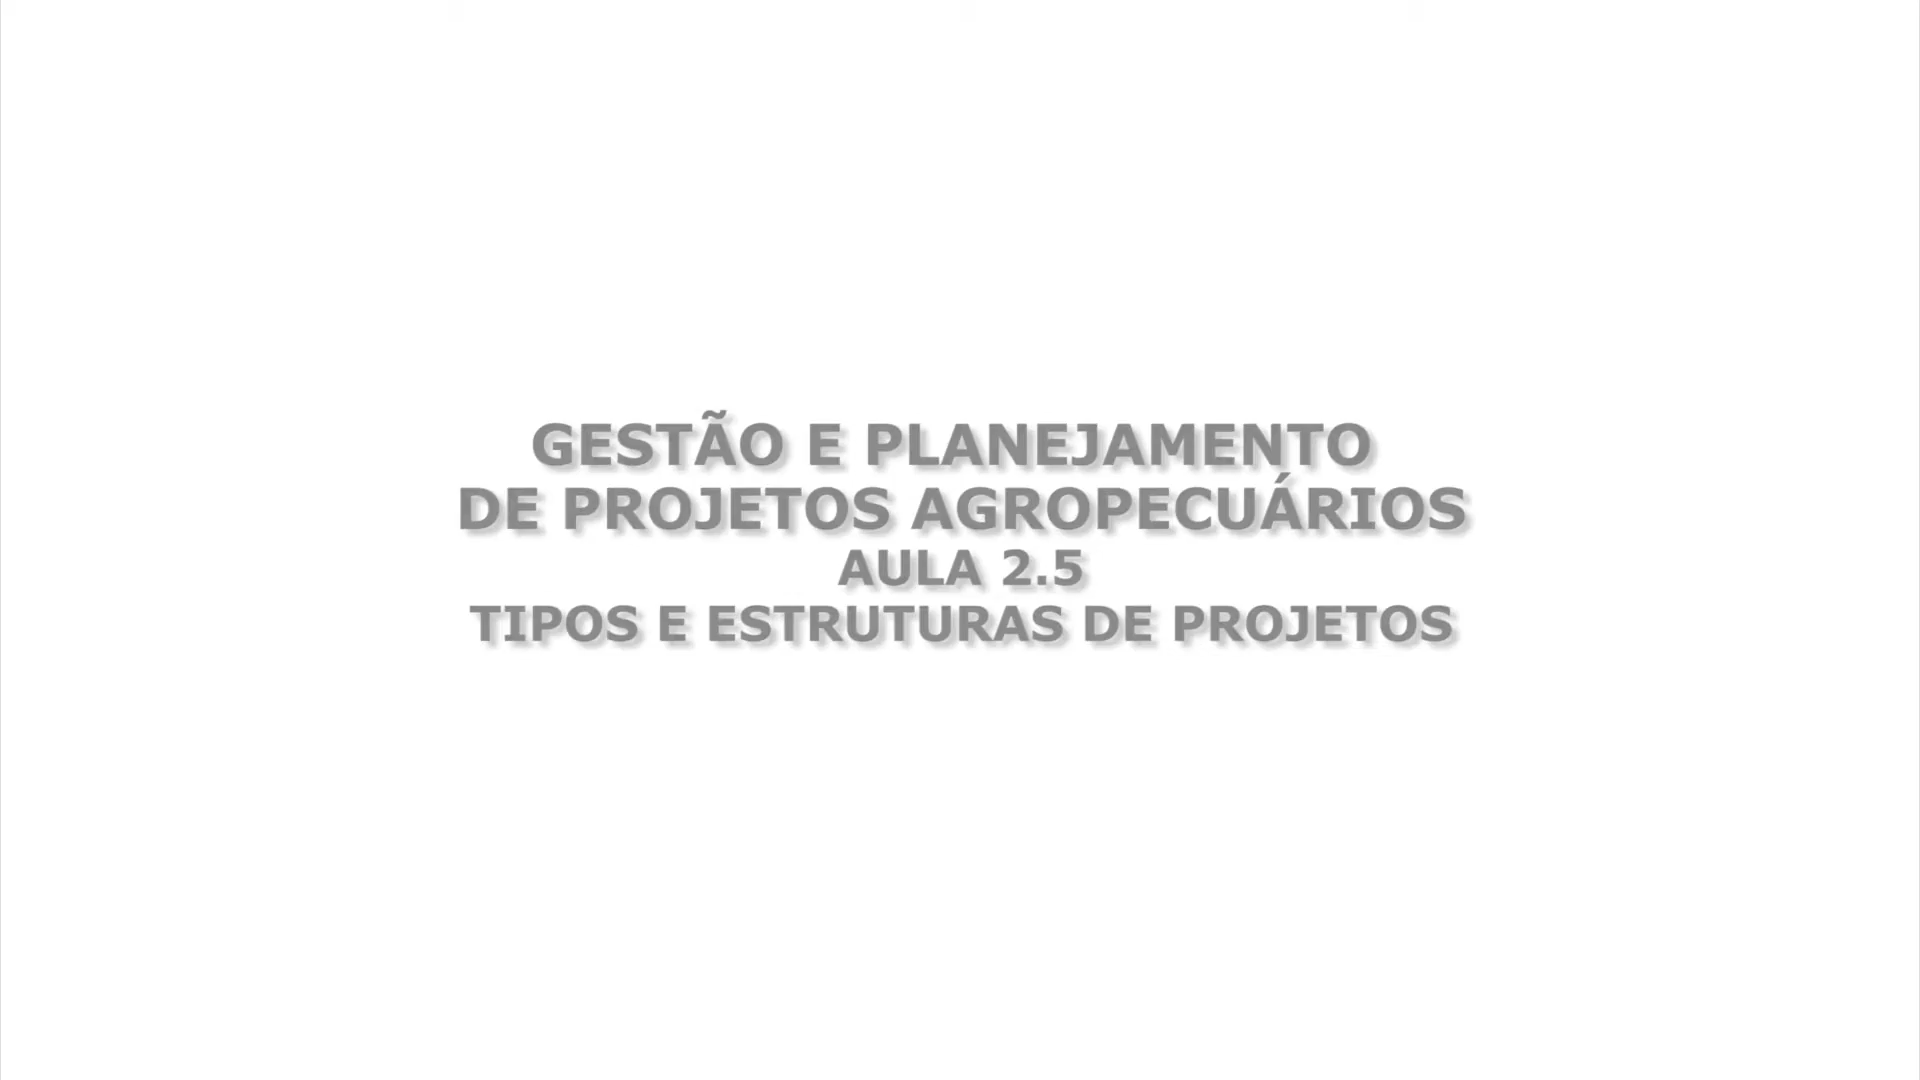 GESTÃO E PLANEJAMENTO
DE PROJETOS AGROPECUÁRIOS
AULA 2.5
TIPOS E ESTRUTURAS DE PROJETOS